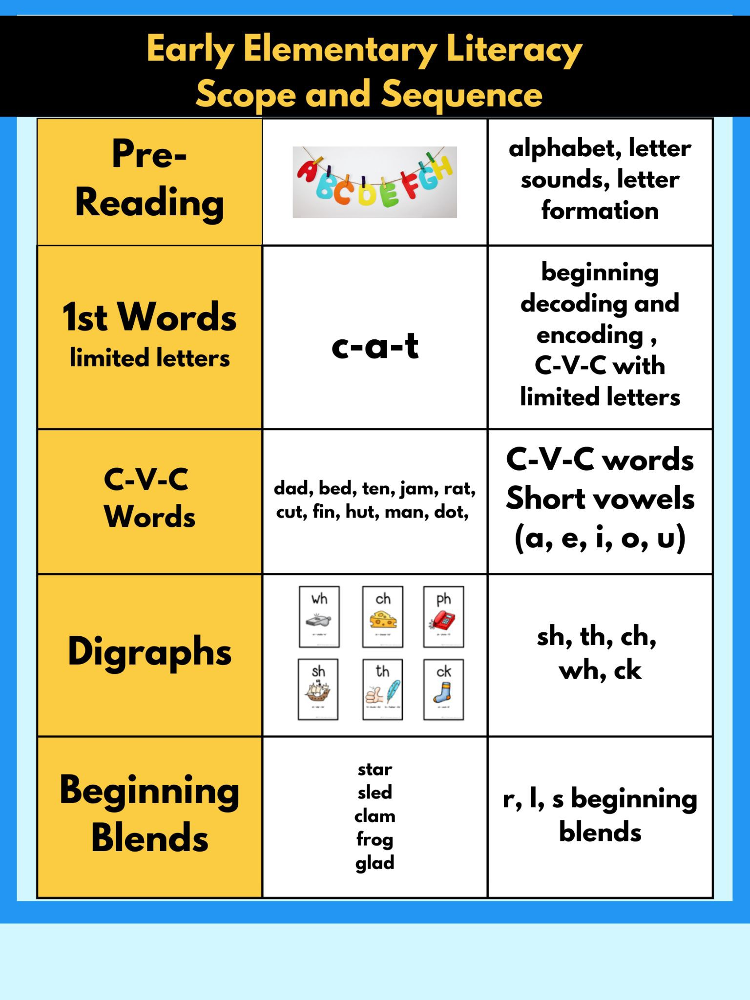 Early Elementary Literacy
Scope and Sequence
Pre-
Reading
A B C D E F G H
alphabet, letter
sounds, letter
formation
1st Words
limited letters
c-a-t
beginning
decoding and
encoding ,
C-V-C with
limited letters
C-V-C
Words
dad, bed, ten, jam, rat,
cut, fin, hut, man, dot,
C-V-C words
Short vowels
(a, e, i, o, u)
Digraphs
wh ch ph
sh th ck
sh, th, ch,
wh, ck
Beginning
Blends
star
sled
clam
frog
glad
r, l, s beginning
blends